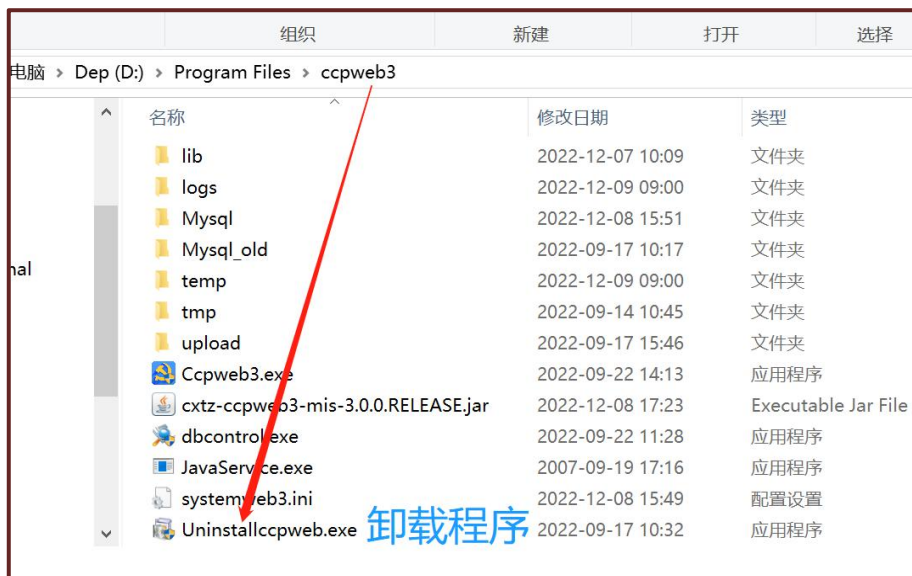 组织 新建 打开 选择
电脑 > Dep (D:) > Program Files > ccpweb3
名称 修改日期 类型
lib 2022-12-07 10:09 文件夹
logs 2022-12-09 09:00 文件夹
Mysql 2022-12-08 15:51 文件夹
Mysql_old 2022-09-17 10:17 文件夹
nal
temp 2022-12-09 09:00 文件夹
tmp 2022-09-14 10:45 文件夹
upload 2022-09-17 15:46 文件夹
Ccpweb3.exe 2022-09-22 14:13 应用程序
cxtz-ccpweb3-mis-3.0.0.RELEASE.jar 2022-12-08 17:23 Executable Jar File
dbcontrol.exe 2022-09-22 11:28 应用程序
JavaService.exe 2007-09-19 17:16 应用程序
systemweb3.ini 2022-12-08 15:49 配置设置
Uninstallccpweb.exe 卸载程序 2022-09-17 10:32 应用程序